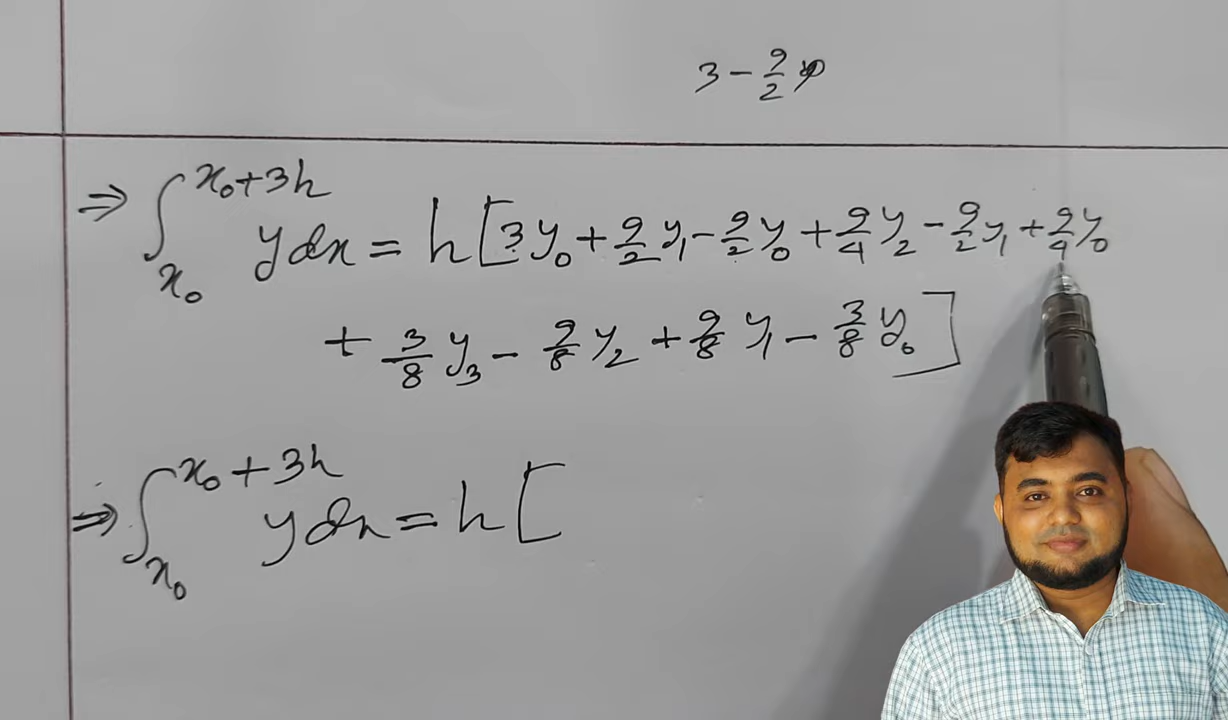 3 - 9/2 y0
⇒ ∫_{x₀}^{x₀+3h} y dx = h [ 3y₀ + 9/2 y₁ - 9/2 y₀ + 9/4 y₂ - 9/2 y₁ + 9/4 y₀
+ 3/8 y₃ - 9/8 y₂ + 9/8 y₁ - 3/8 y₀ ]
⇒ ∫_{x₀}^{x₀+3h} y dx = h [